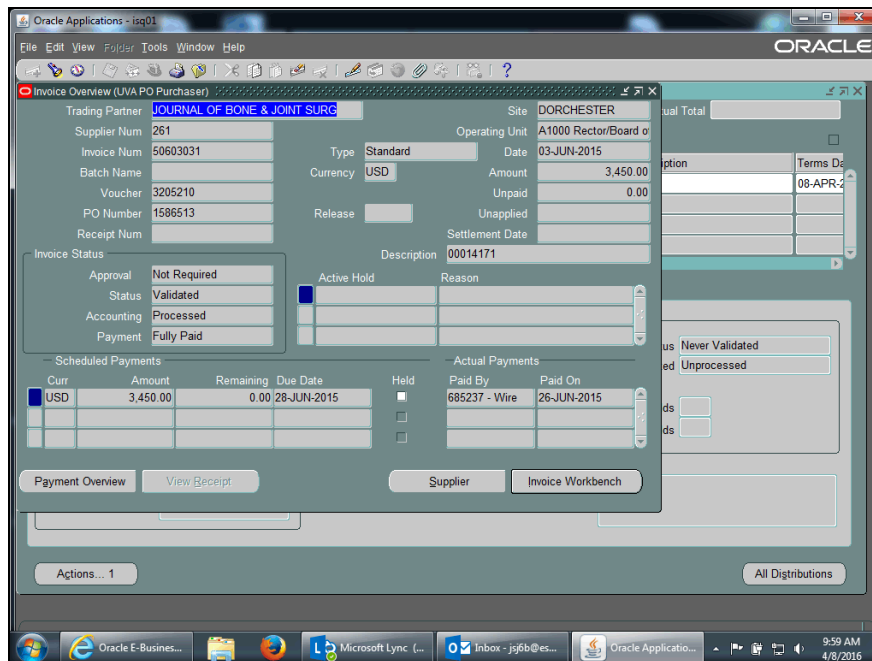 Oracle Applications - isq01
File Edit View Folder Tools Window Help
ORACLE
Invoice Overview (UVA PO Purchaser)
Trading Partner JOURNAL OF BONE & JOINT SURG Site DORCHESTER
Supplier Num 261 Operating Unit A1000 Rector/Board of
Invoice Num 50603031 Type Standard Date 03-JUN-2015
Batch Name Currency USD Amount 3,450.00
Voucher 3205210 Unpaid 0.00
PO Number 1586513 Release Unapplied
Receipt Num Settlement Date
Invoice Status Description 00014171
Approval Not Required Active Hold Reason
Status Validated
Accounting Processed
Payment Fully Paid
Scheduled Payments Actual Payments
Curr Amount Remaining Due Date Held Paid By Paid On
USD 3,450.00 0.00 28-JUN-2015 685237 - Wire 26-JUN-2015
Payment Overview View Receipt Supplier Invoice Workbench
tual Total
iption Terms Da
08-APR-2
us Never Validated
ed Unprocessed
ds
ds
Actions... 1 All Distributions
Oracle E-Busines... Microsoft Lync (... Inbox - jsj6b@es... Oracle Applicatio... 9:59 AM
4/8/2016